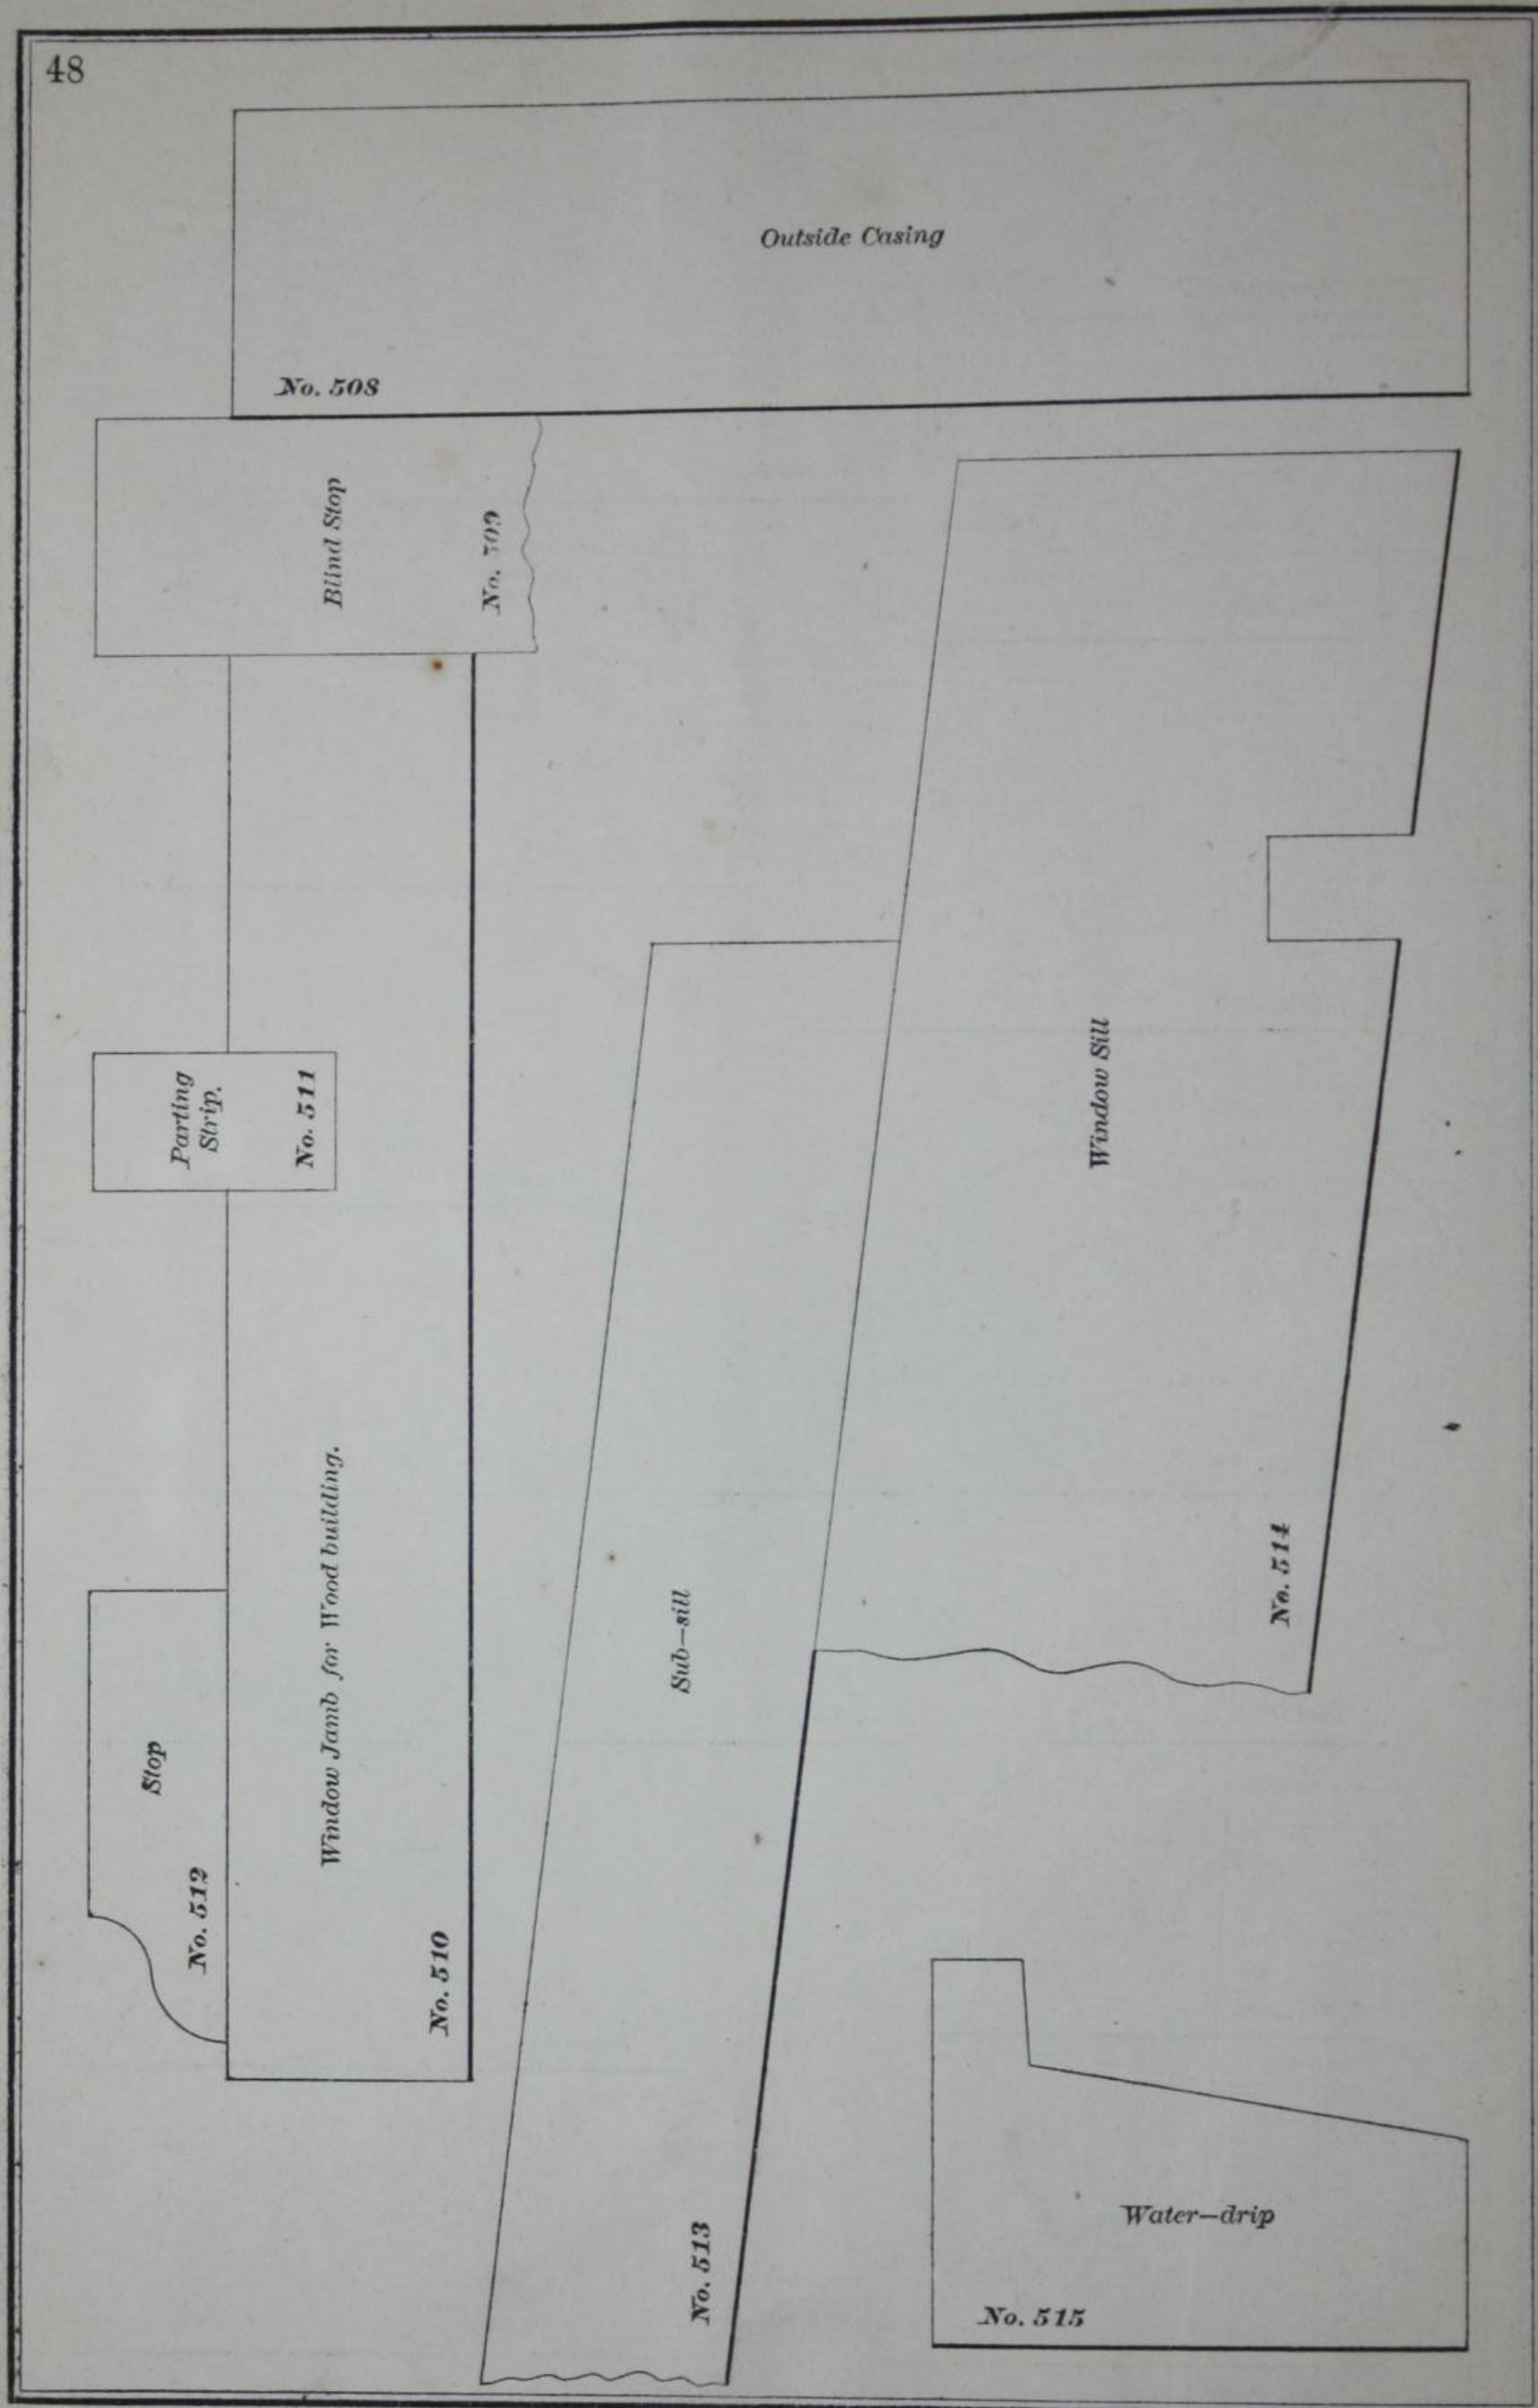 48
Outside Casing
No. 508
Blind Stop
No. 509
Parting
Strip.
No. 511
Window Jamb for Wood building.
No. 510
Stop
No. 512
Sub-sill
No. 513
Window Sill
No. 514
Water-drip
No. 515